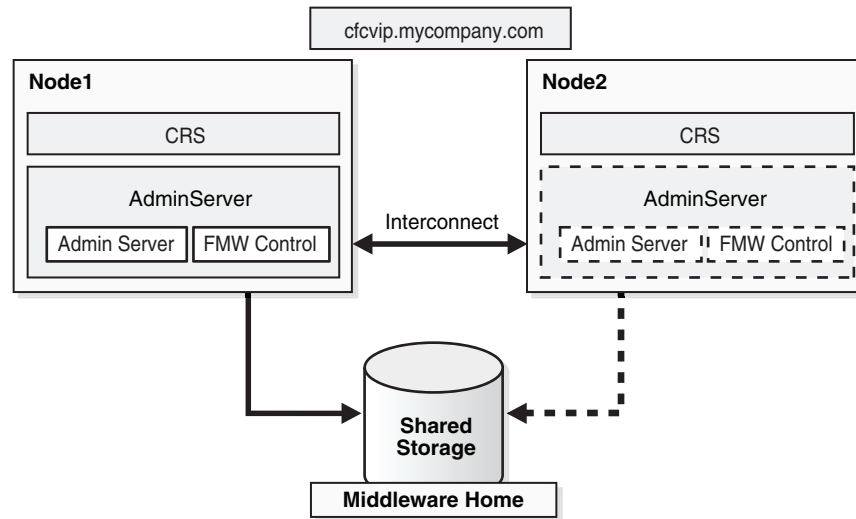 cfcvip.mycompany.com
Node1
CRS
AdminServer
Admin Server
FMW Control
Interconnect
Node2
CRS
AdminServer
Admin Server
FMW Control
Shared
Storage
Middleware Home